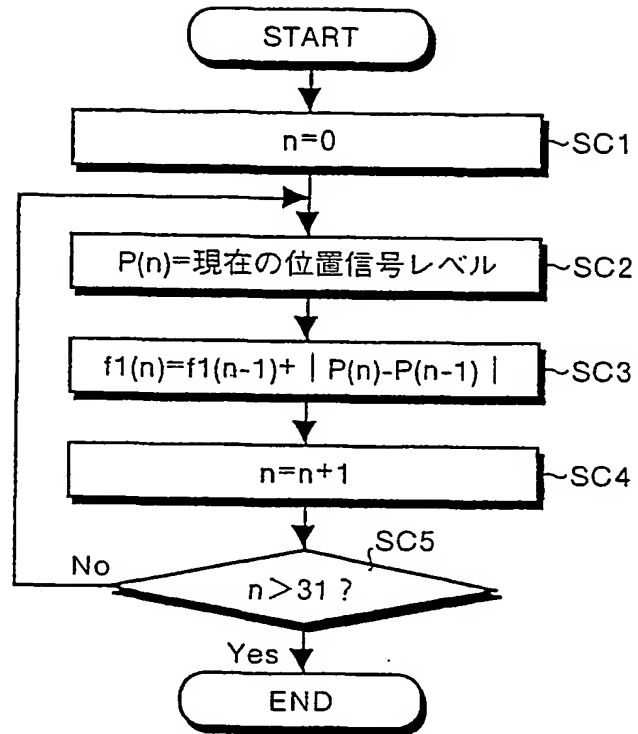 START
n=0
~SC1
P(n)=現在の位置信号レベル
~SC2
f1(n)=f1(n-1)+ | P(n)-P(n-1) |
~SC3
n=n+1
~SC4
SC5
No
n>31 ?
Yes
END